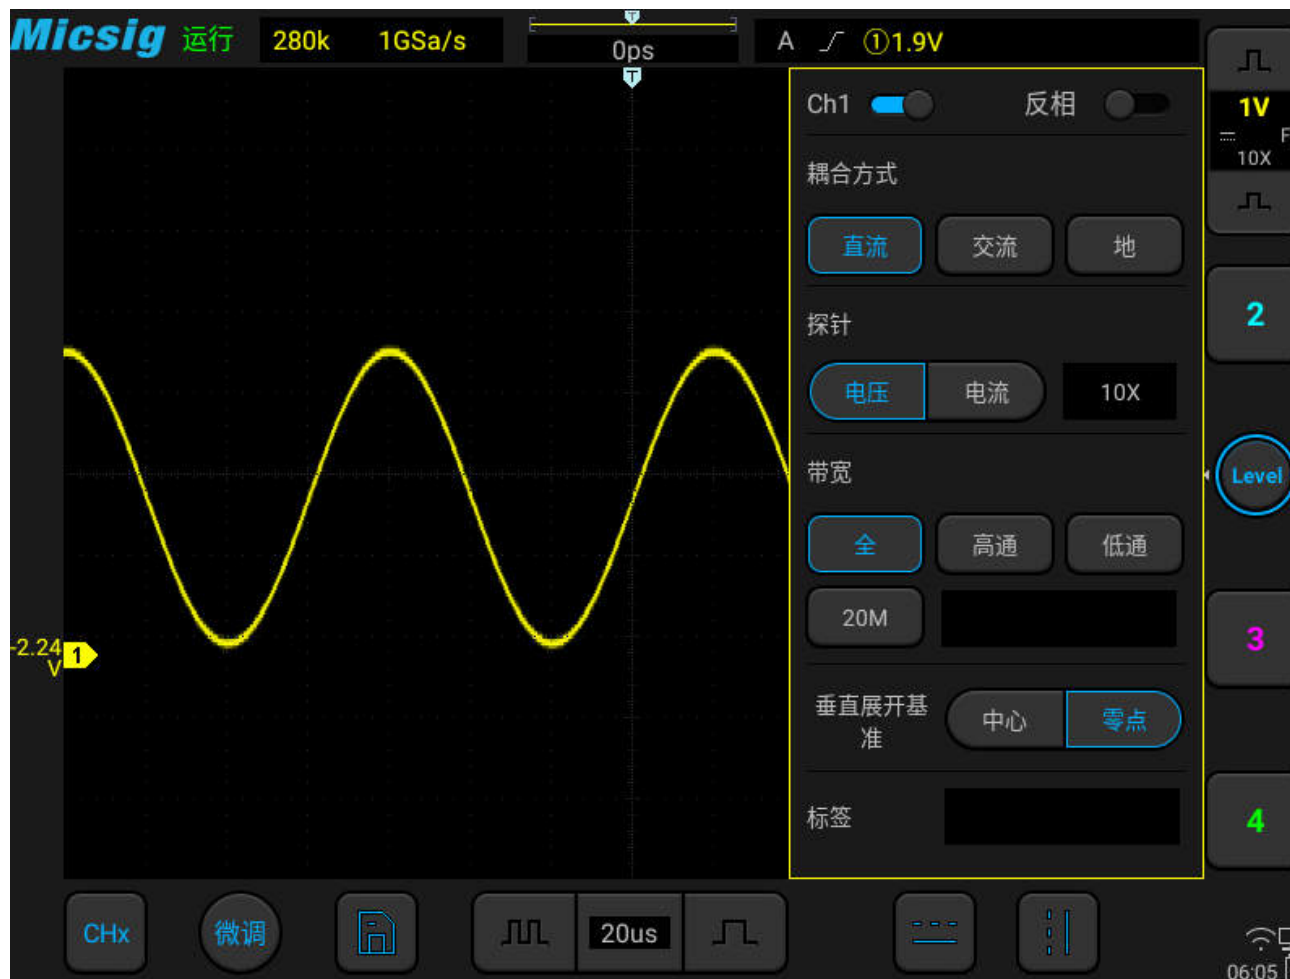 Micsig 运行 280k 1GSa/s T 0ps A ①1.9V
T
Ch1 反相
1V
F
10X
耦合方式
直流 交流 地
探针
2
电压 电流 10X
带宽
Level
全 高通 低通
20M
3
-2.24
V
1
垂直展开基
准
中心 零点
标签
4
CHx 微调 20us
06:05